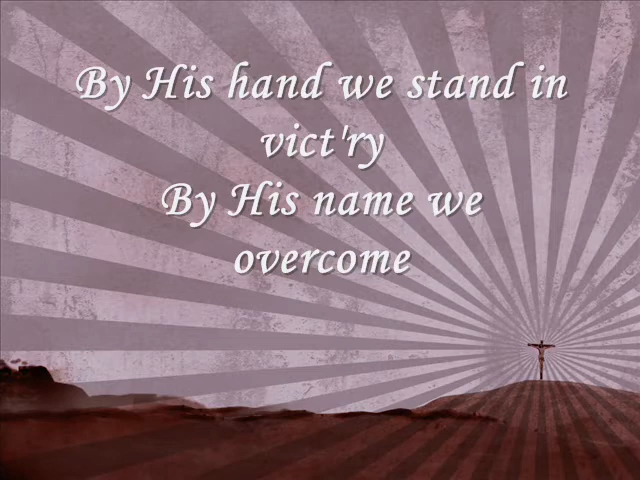 By His hand we stand in
vict'ry
By His name we
overcome